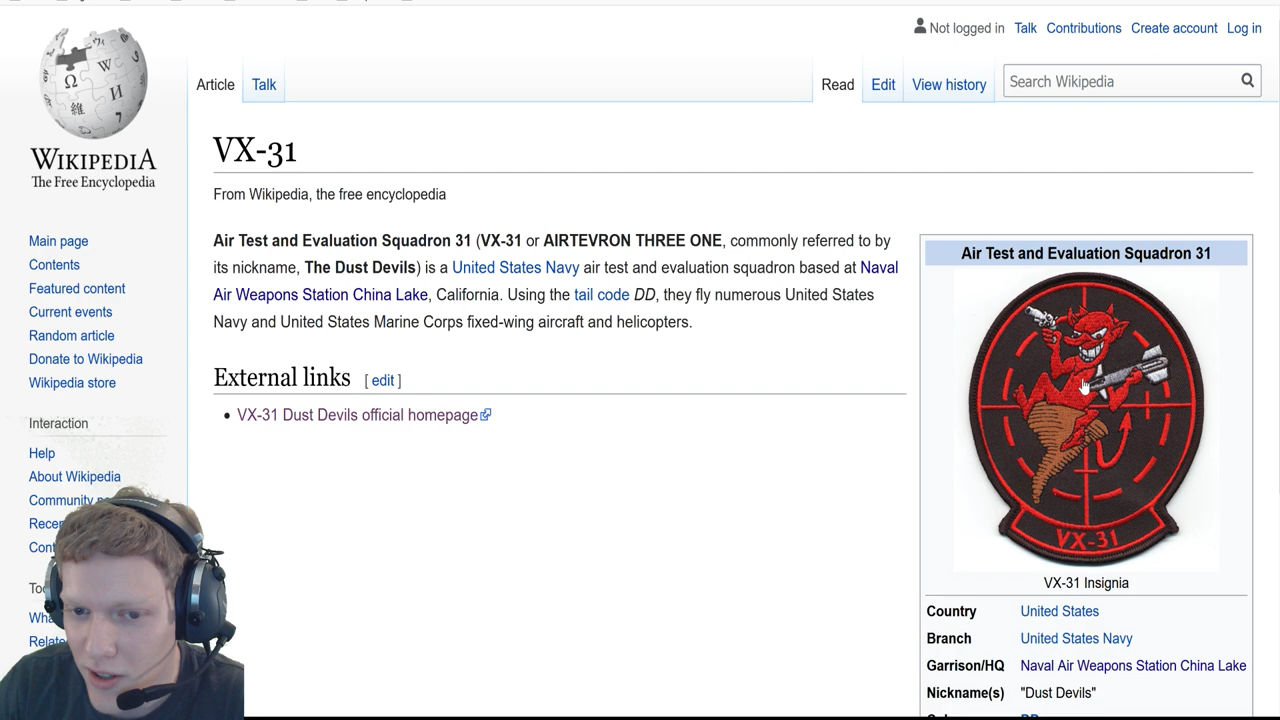 Not logged in Talk Contributions Create account Log in
Article Talk Read Edit View history Search Wikipedia
WIKIPEDIA
The Free Encyclopedia
Main page
Contents
Featured content
Current events
Random article
Donate to Wikipedia
Wikipedia store
Interaction
Help
About Wikipedia
Community
VX-31
From Wikipedia, the free encyclopedia
Air Test and Evaluation Squadron 31 (VX-31 or AIRTEVRON THREE ONE, commonly referred to by
its nickname, The Dust Devils) is a United States Navy air test and evaluation squadron based at Naval
Air Weapons Station China Lake, California. Using the tail code DD, they fly numerous United States
Navy and United States Marine Corps fixed-wing aircraft and helicopters.
External links [ edit ]
• VX-31 Dust Devils official homepage
Air Test and Evaluation Squadron 31
VX-31
VX-31 Insignia
Country United States
Branch United States Navy
Garrison/HQ Naval Air Weapons Station China Lake
Nickname(s) "Dust Devils"